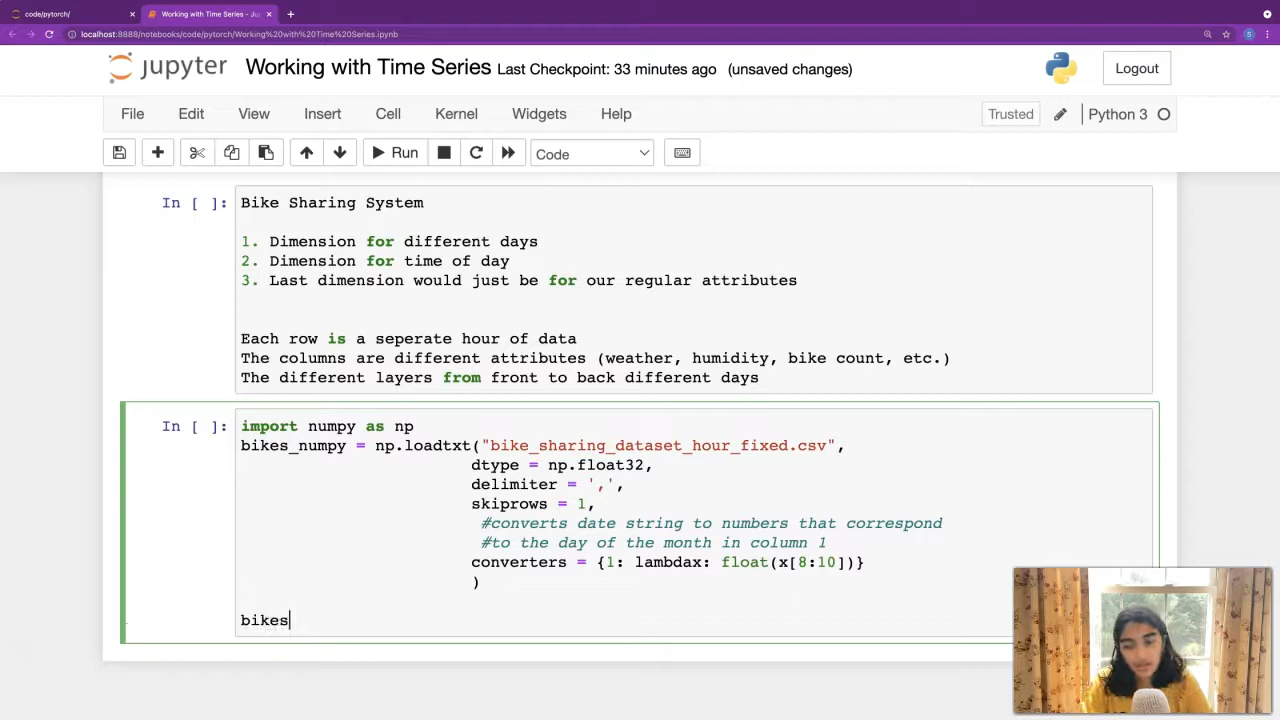 code/pytorch/
Working with Time Series - Ju
localhost:8888/notebooks/code/pytorch/Working%20with%20Time%20Series.ipynb
S
jupyter Working with Time Series Last Checkpoint: 33 minutes ago (unsaved changes)
Logout
File Edit View Insert Cell Kernel Widgets Help Trusted Python 3
Run Code
In [ ]: Bike Sharing System
1. Dimension for different days
2. Dimension for time of day
3. Last dimension would just be for our regular attributes
Each row is a seperate hour of data
The columns are different attributes (weather, humidity, bike count, etc.)
The different layers from front to back different days
In [ ]: import numpy as np
bikes_numpy = np.loadtxt("bike_sharing_dataset_hour_fixed.csv",
dtype = np.float32,
delimiter = ',',
skiprows = 1,
#converts date string to numbers that correspond
#to the day of the month in column 1
converters = {1: lambdax: float(x[8:10])}
)
bikes